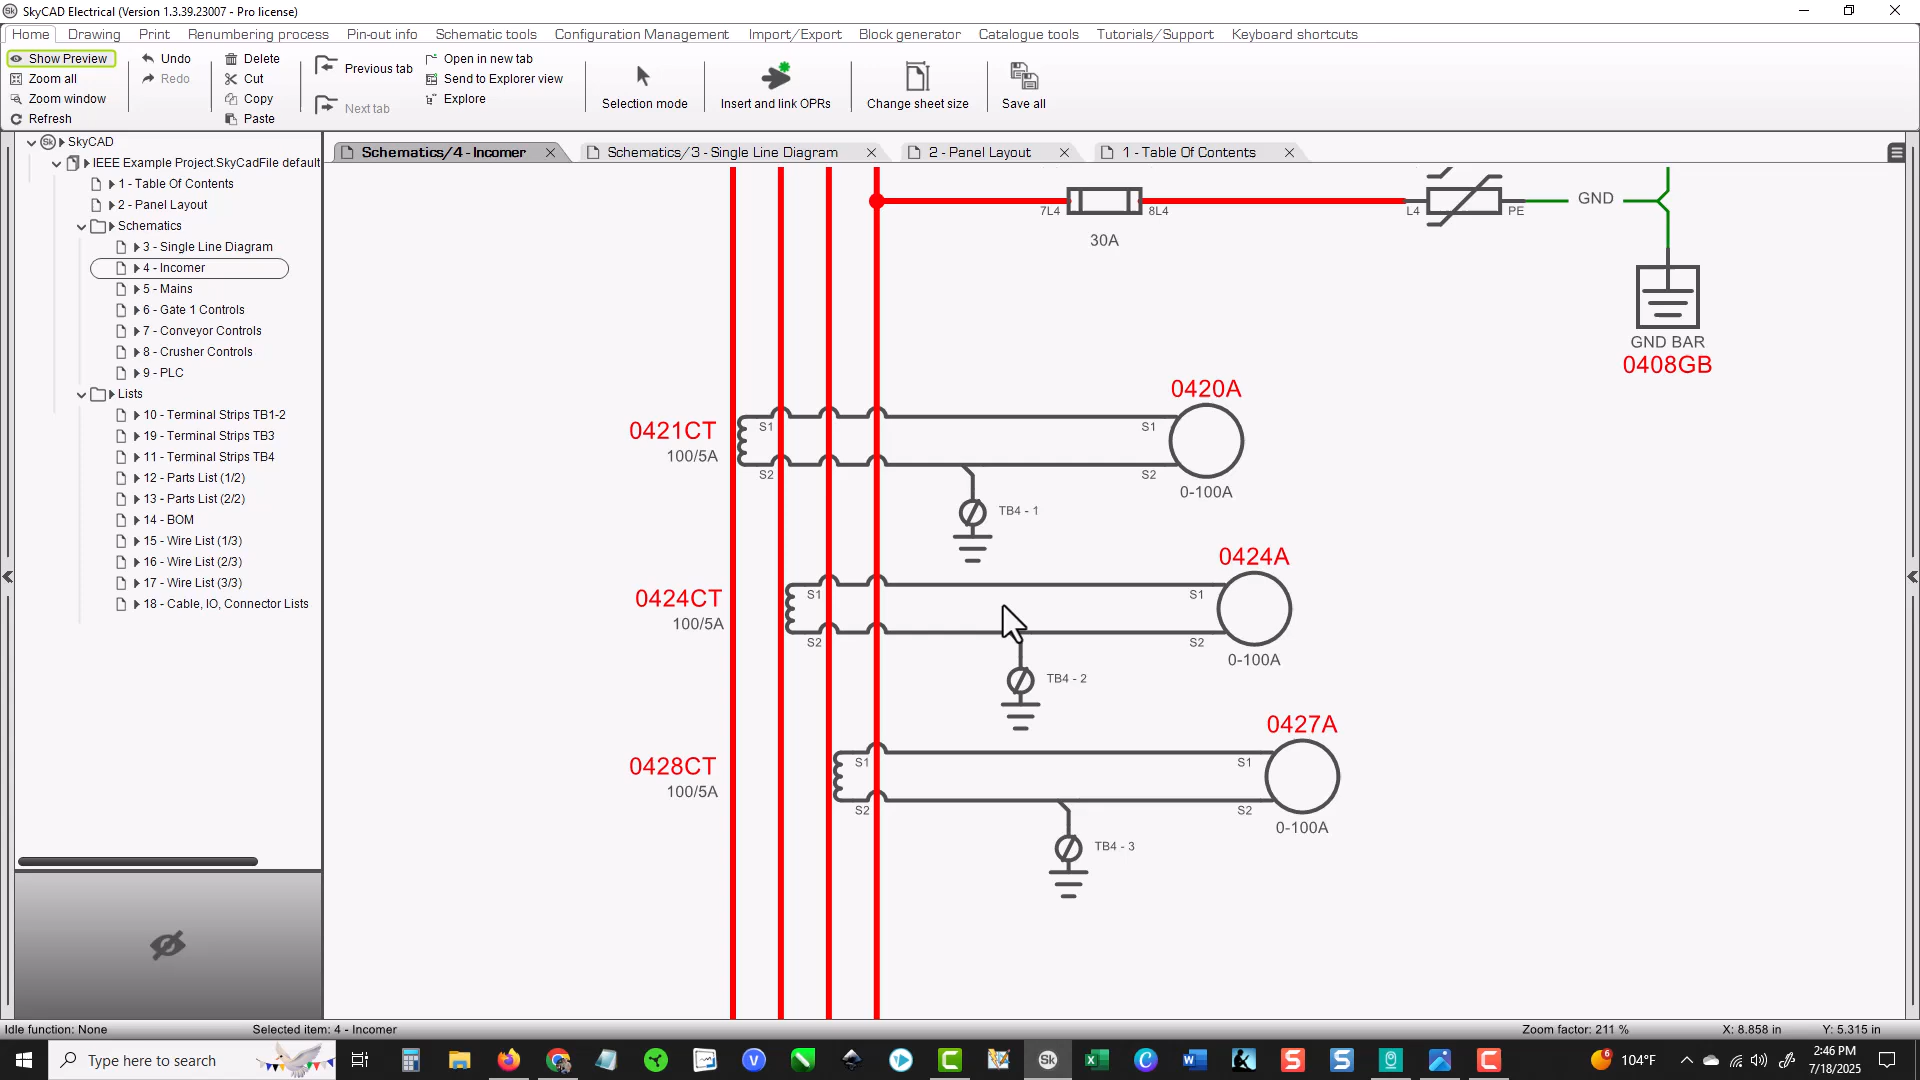 SkyCAD Electrical (Version 1.3.39.23007 - Pro license)
Home Drawing Print Renumbering process Pin-out info Schematic tools Configuration Management Import/Export Block generator Catalogue tools Tutorials/Support Keyboard shortcuts
Show Preview
Zoom all
Zoom window
Refresh
Undo
Redo
Delete
Cut
Copy
Paste
Previous tab
Next tab
Open in new tab
Send to Explorer view
Explore
Selection mode
Insert and link OPRs
Change sheet size
Save all
SkyCAD
IEEE Example Project.SkyCadFile default
1 - Table Of Contents
2 - Panel Layout
Schematics
3 - Single Line Diagram
4 - Incomer
5 - Mains
6 - Gate 1 Controls
7 - Conveyor Controls
8 - Crusher Controls
9 - PLC
Lists
10 - Terminal Strips TB1-2
19 - Terminal Strips TB3
11 - Terminal Strips TB4
12 - Parts List (1/2)
13 - Parts List (2/2)
14 - BOM
15 - Wire List (1/3)
16 - Wire List (2/3)
17 - Wire List (3/3)
18 - Cable, IO, Connector Lists
Schematics/4 - Incomer
Schematics/3 - Single Line Diagram
2 - Panel Layout
1 - Table Of Contents
7L4
8L4
30A
L4
PE
GND
GND BAR
0408GB
0420A
0421CT
100/5A
S1
S2
S1
S2
0-100A
TB4 - 1
0424A
0424CT
100/5A
S1
S2
S1
S2
0-100A
TB4 - 2
0427A
0428CT
100/5A
S1
S2
S1
S2
0-100A
TB4 - 3
Idle function: None
Selected item: 4 - Incomer
Zoom factor: 211 %
X: 8.858 in
Y: 5.315 in
Type here to search
104°F
2:46 PM
7/18/2025